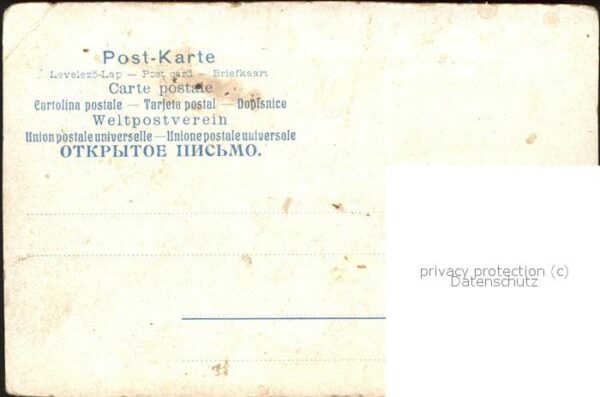 Post-Karte
Levelező-Lap — Post card — Briefkaart
Carte postale
Cartolina postale — Tarjeta postal — Dopisnice
Weltpostverein
Union postale universelle — Unione postale universale
ОТКРЫТОЕ ПИСЬМО.
privacy protection (c)
Datenschutz